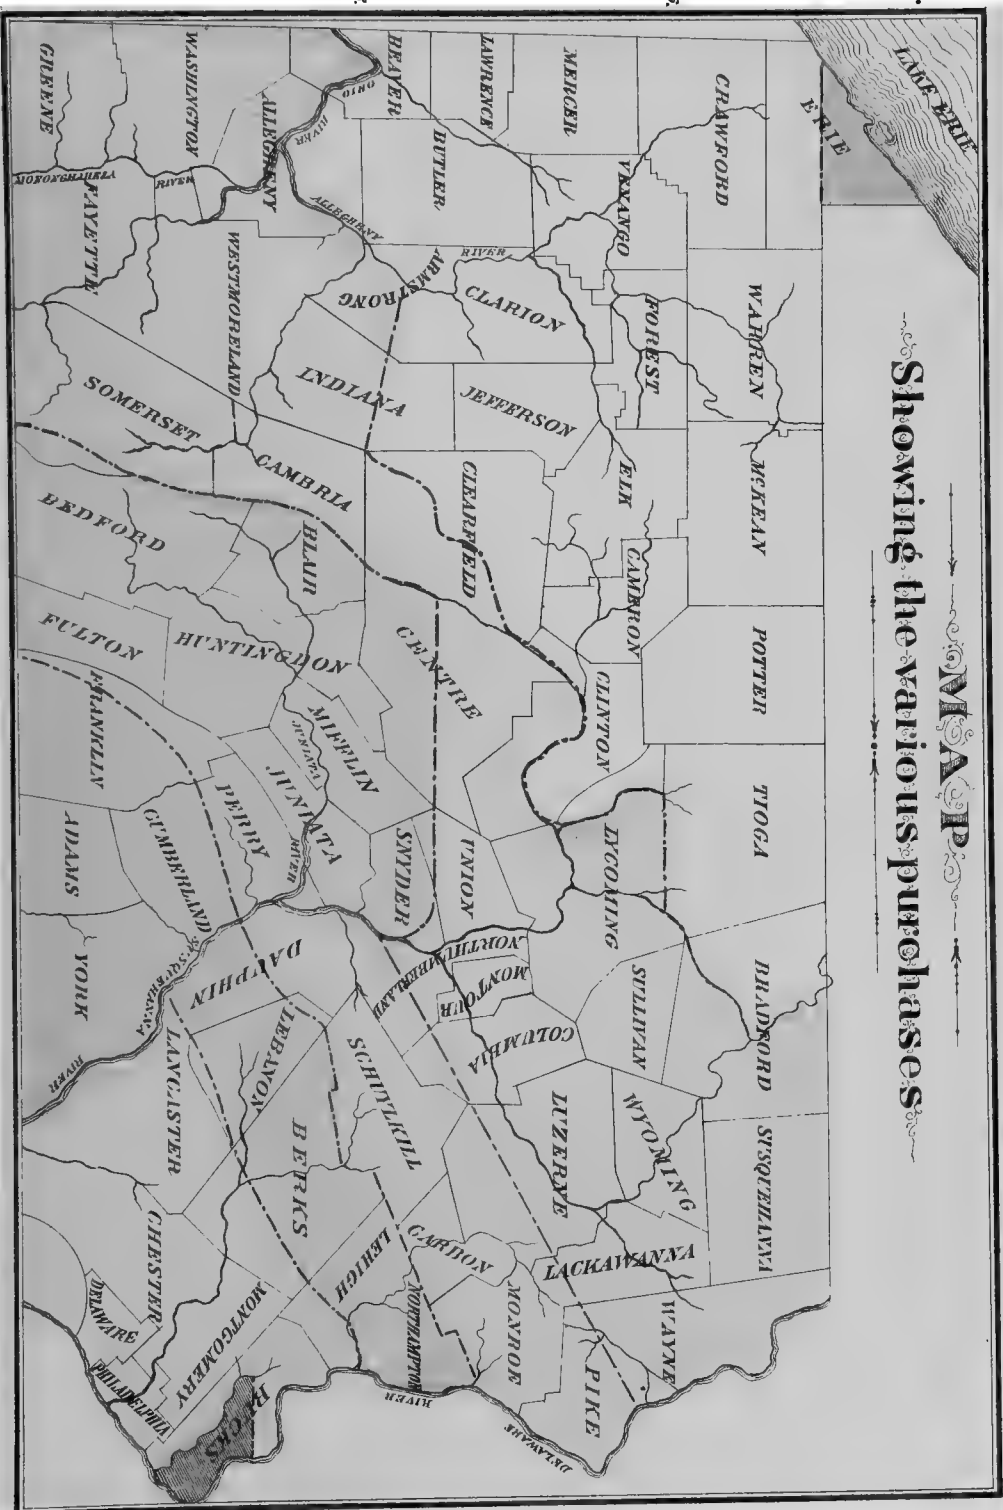 MAP
Showing the various purchases
LAKE ERIE
ERIE
CRAWFORD
WARREN
McKEAN
POTTER
TIOGA
BRADFORD
SUSQUEHANNA
WAYNE
MERCER
VENANGO
FOREST
ELK
CAMERON
CLINTON
LYCOMING
SULLIVAN
WYOMING
LACKAWANNA
PIKE
LAWRENCE
BUTLER
CLARION
JEFFERSON
CLEARFIELD
CENTRE
UNION
NORTHUMBERLAND
MONTOUR
COLUMBIA
LUZERNE
MONROE
CARBON
BEAVER
ARMSTRONG
INDIANA
CAMBRIA
BLAIR
HUNTINGDON
MIFFLIN
JUNIATA
JUNIATA
RIVER
SNYDER
SCHUYLKILL
LEHIGH
NORTHAMPTON
OHIO
RIVER
ALLEGHENY
RIVER
ALLEGHENY
WASHINGTON
GREENE
MONONGAHELA
RIVER
FAYETTE
WESTMORELAND
SOMERSET
BEDFORD
FULTON
FRANKLIN
PERRY
CUMBERLAND
ADAMS
YORK
DAUPHIN
LEBANON
BERKS
LANCASTER
SUSQUEHANNA
RIVER
CHESTER
DELAWARE
MONTGOMERY
PHILADELPHIA
BUCKS
DELAWARE
RIVER